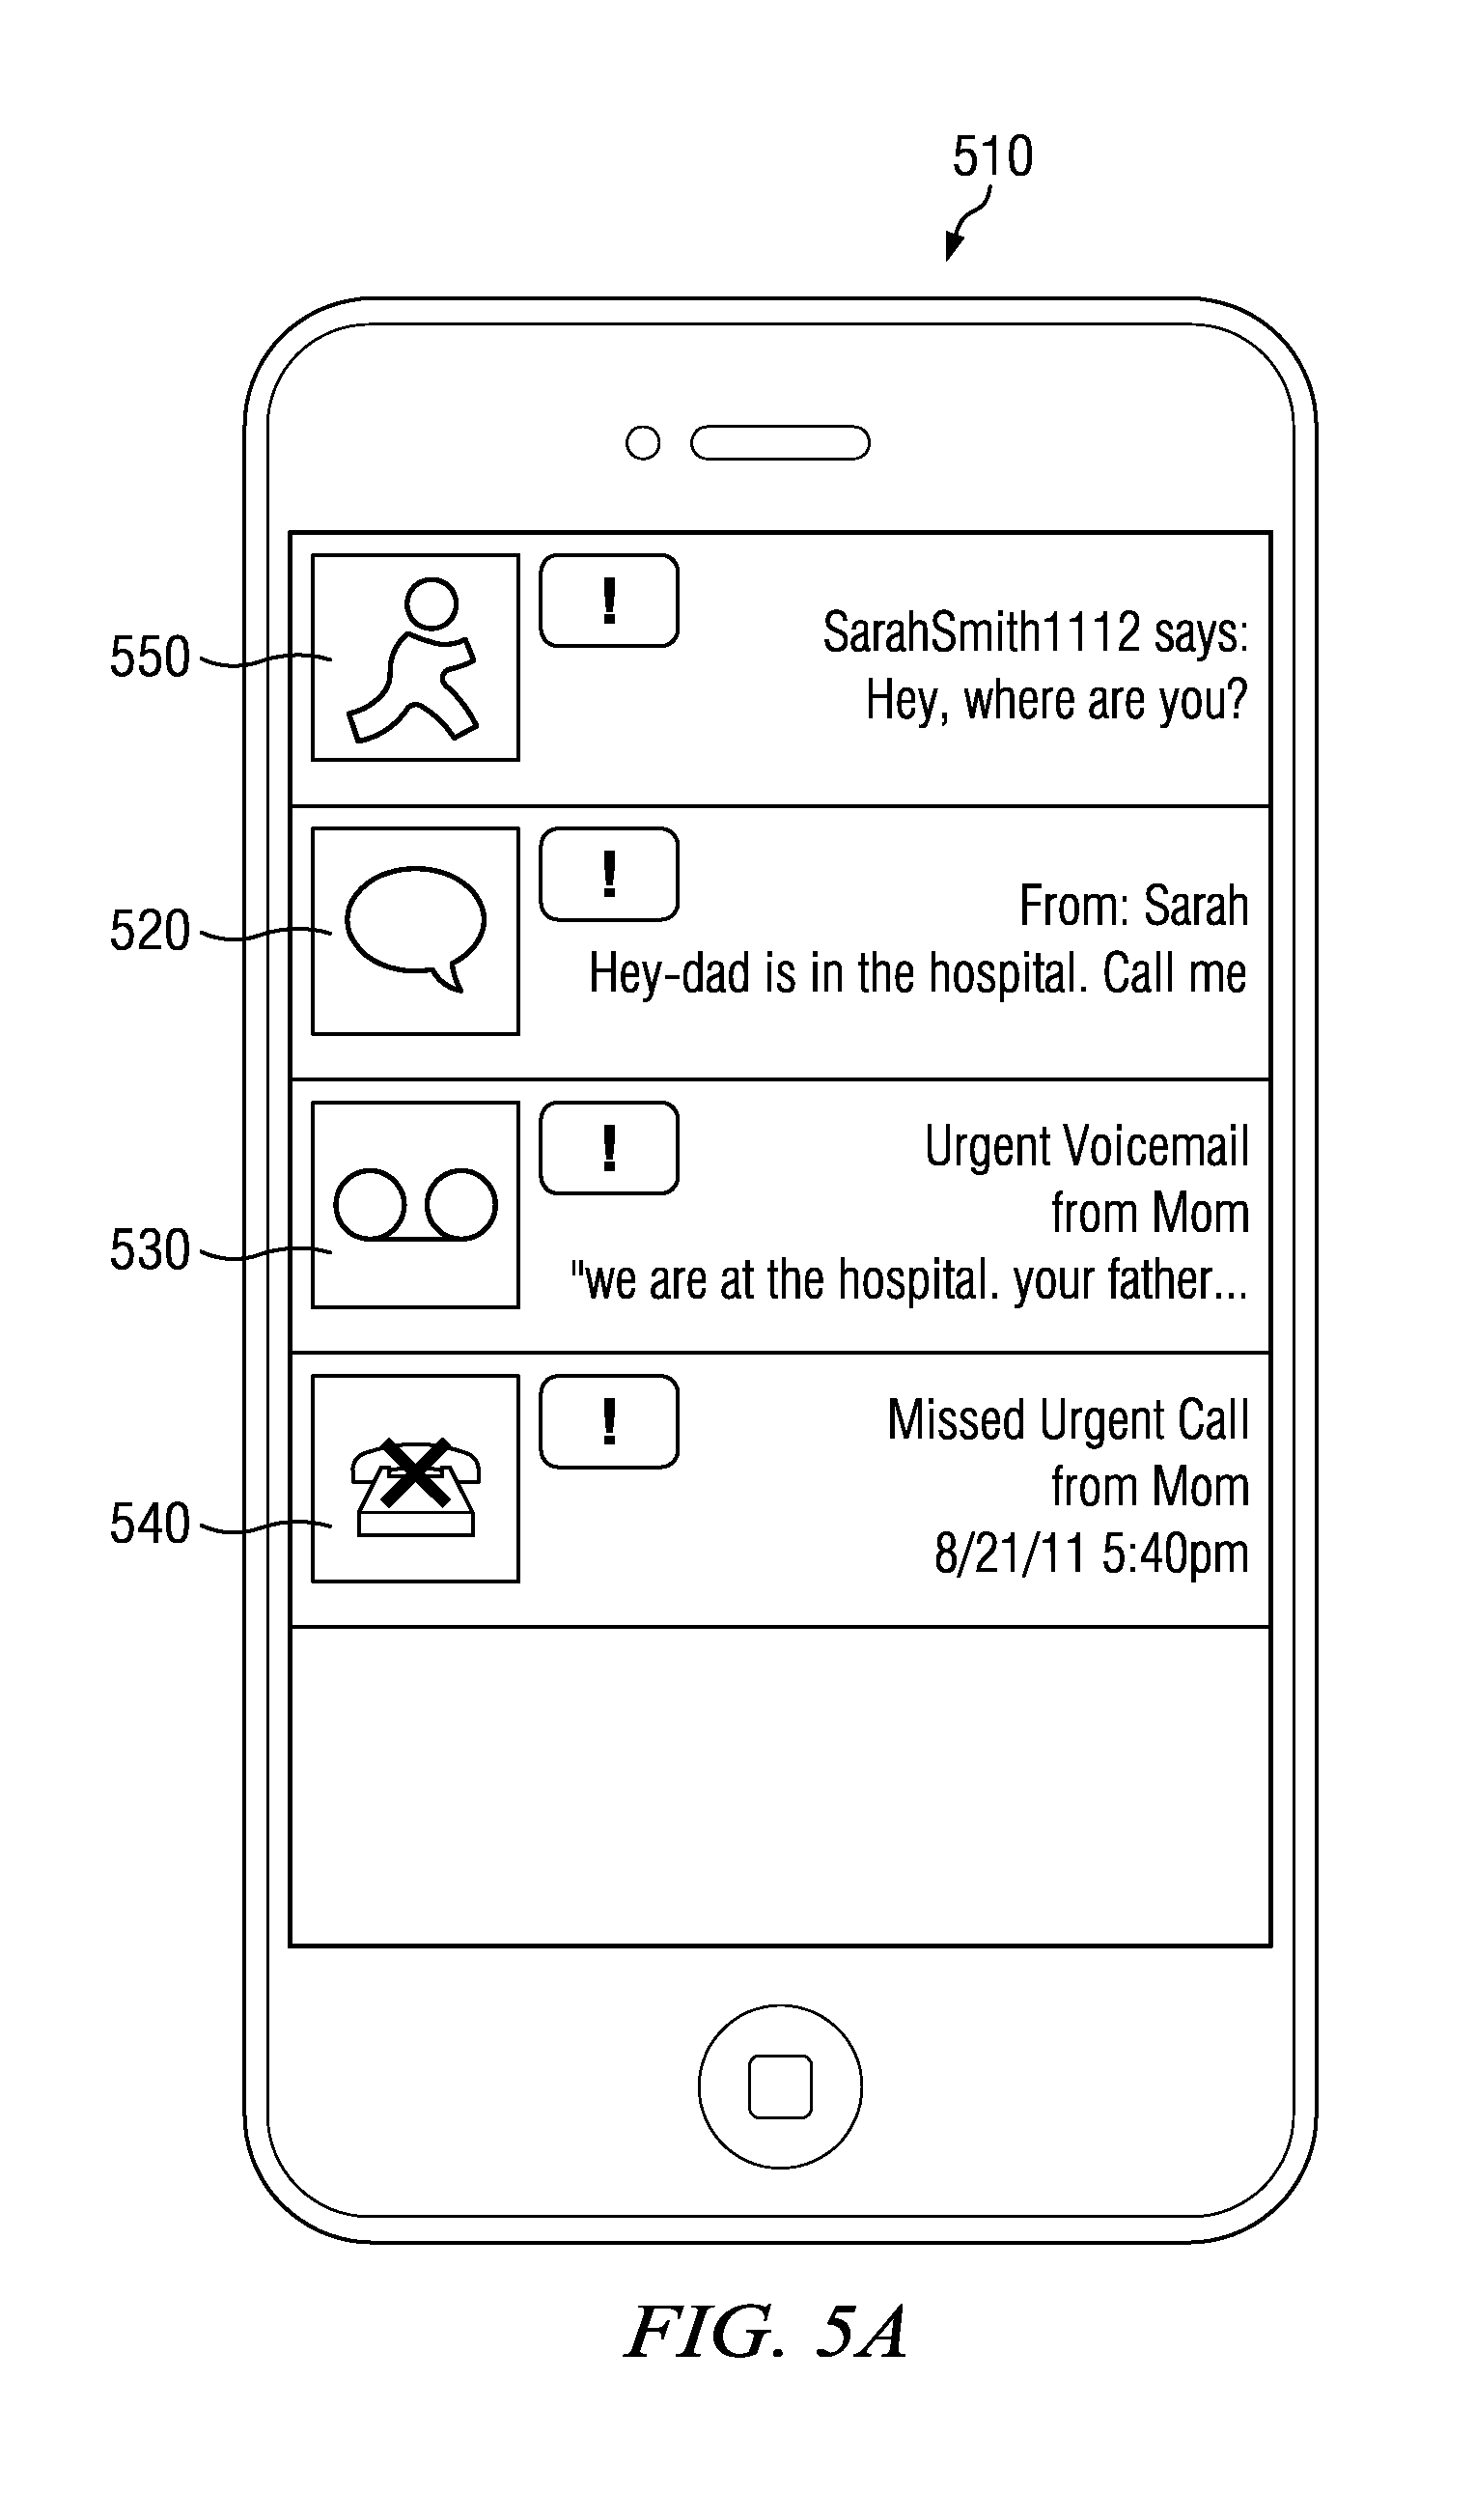 510
550
!
SarahSmith1112 says:
Hey, where are you?
520
!
From: Sarah
Hey-dad is in the hospital. Call me
530
!
Urgent Voicemail
from Mom
"we are at the hospital. your father...
540
!
Missed Urgent Call
from Mom
8/21/11 5:40pm
FIG. 5A